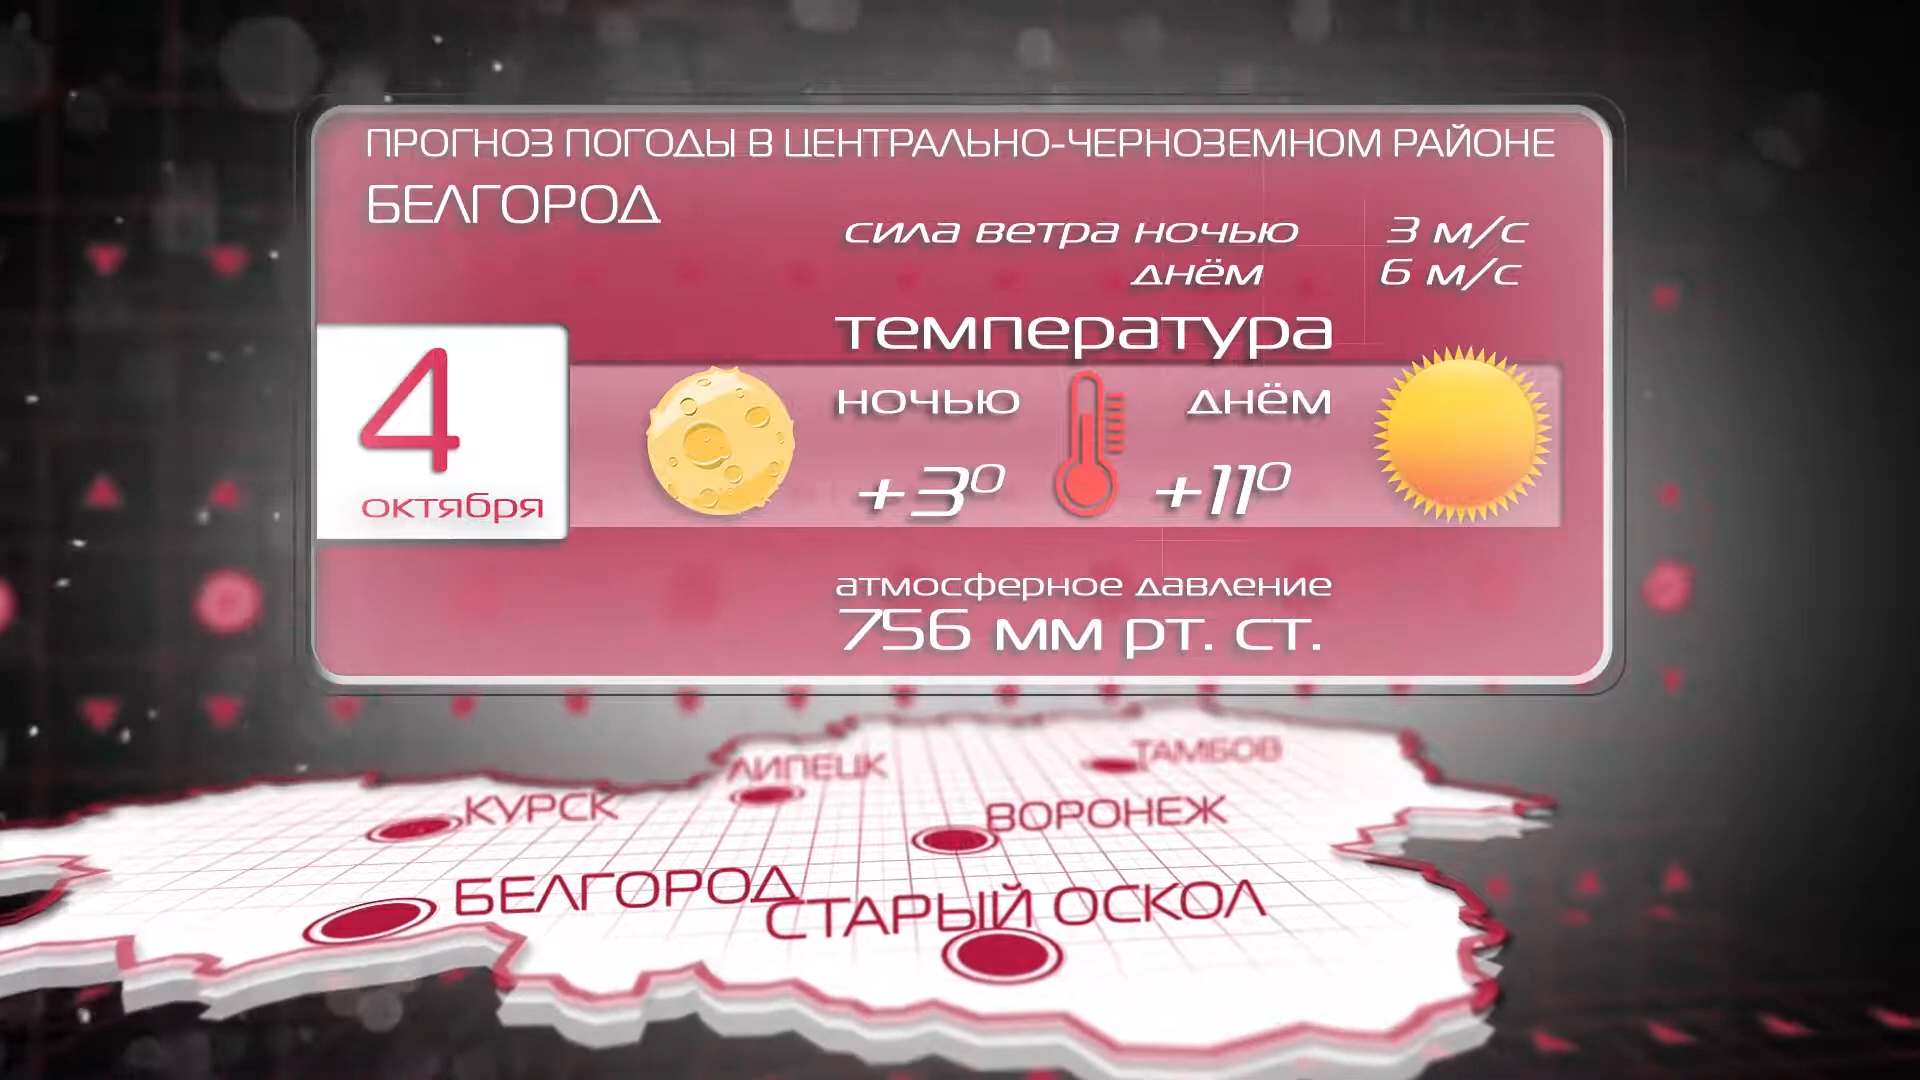 ПРОГНОЗ ПОГОДЫ В ЦЕНТРАЛЬНО-ЧЕРНОЗЕМНОМ РАЙОНЕ
БЕЛГОРОД
сила ветра ночью 3 м/с
днём 6 м/с
температура
4
октября
ночью днём
+3⁰ +11⁰
атмосферное давление
756 мм рт. ст.
ЛИПЕЦК
ТАМБОВ
КУРСК
ВОРОНЕЖ
БЕЛГОРОД
СТАРЫЙ ОСКОЛ